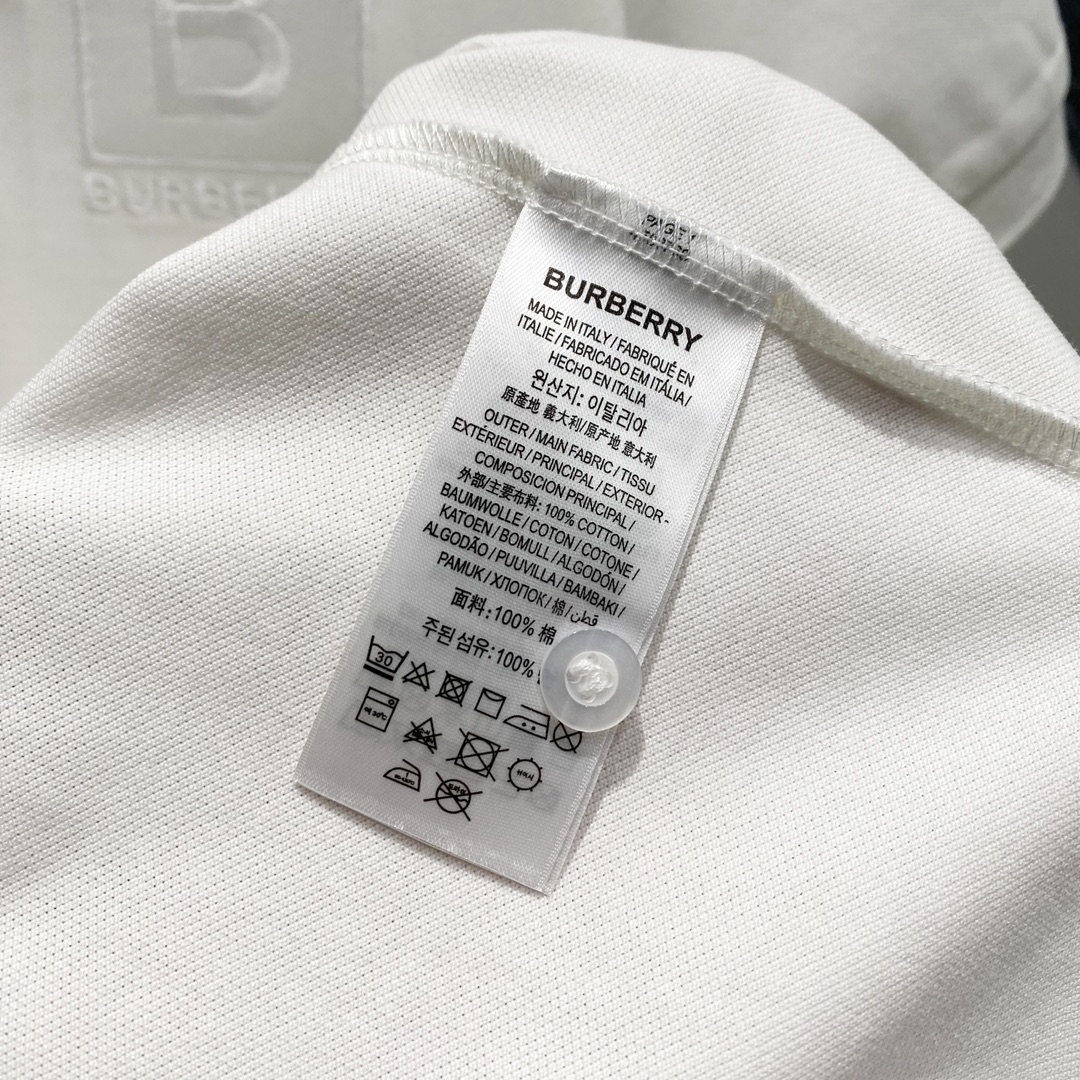 B
BURBE
BURBERRY
MADE IN ITALY / FABRIQUÉ EN
ITALIE / FABRICADO EM ITÁLIA /
HECHO EN ITALIA
원산지: 이탈리아
原產地 義大利/原产地 意大利
OUTER / MAIN FABRIC / TISSU
EXTÉRIEUR / PRINCIPAL / EXTERIOR -
COMPOSICION PRINCIPAL /
外部/主要布料: 100% COTTON /
BAUMWOLLE / COTON / COTONE /
KATOEN / BOMULL / ALGODÓN /
ALGODÃO / PUUVILLA / BAMBAKI /
PAMUK / ХЛОПОК / 棉 / قطن
面料:100% 棉
주된 섬유: 100%
30